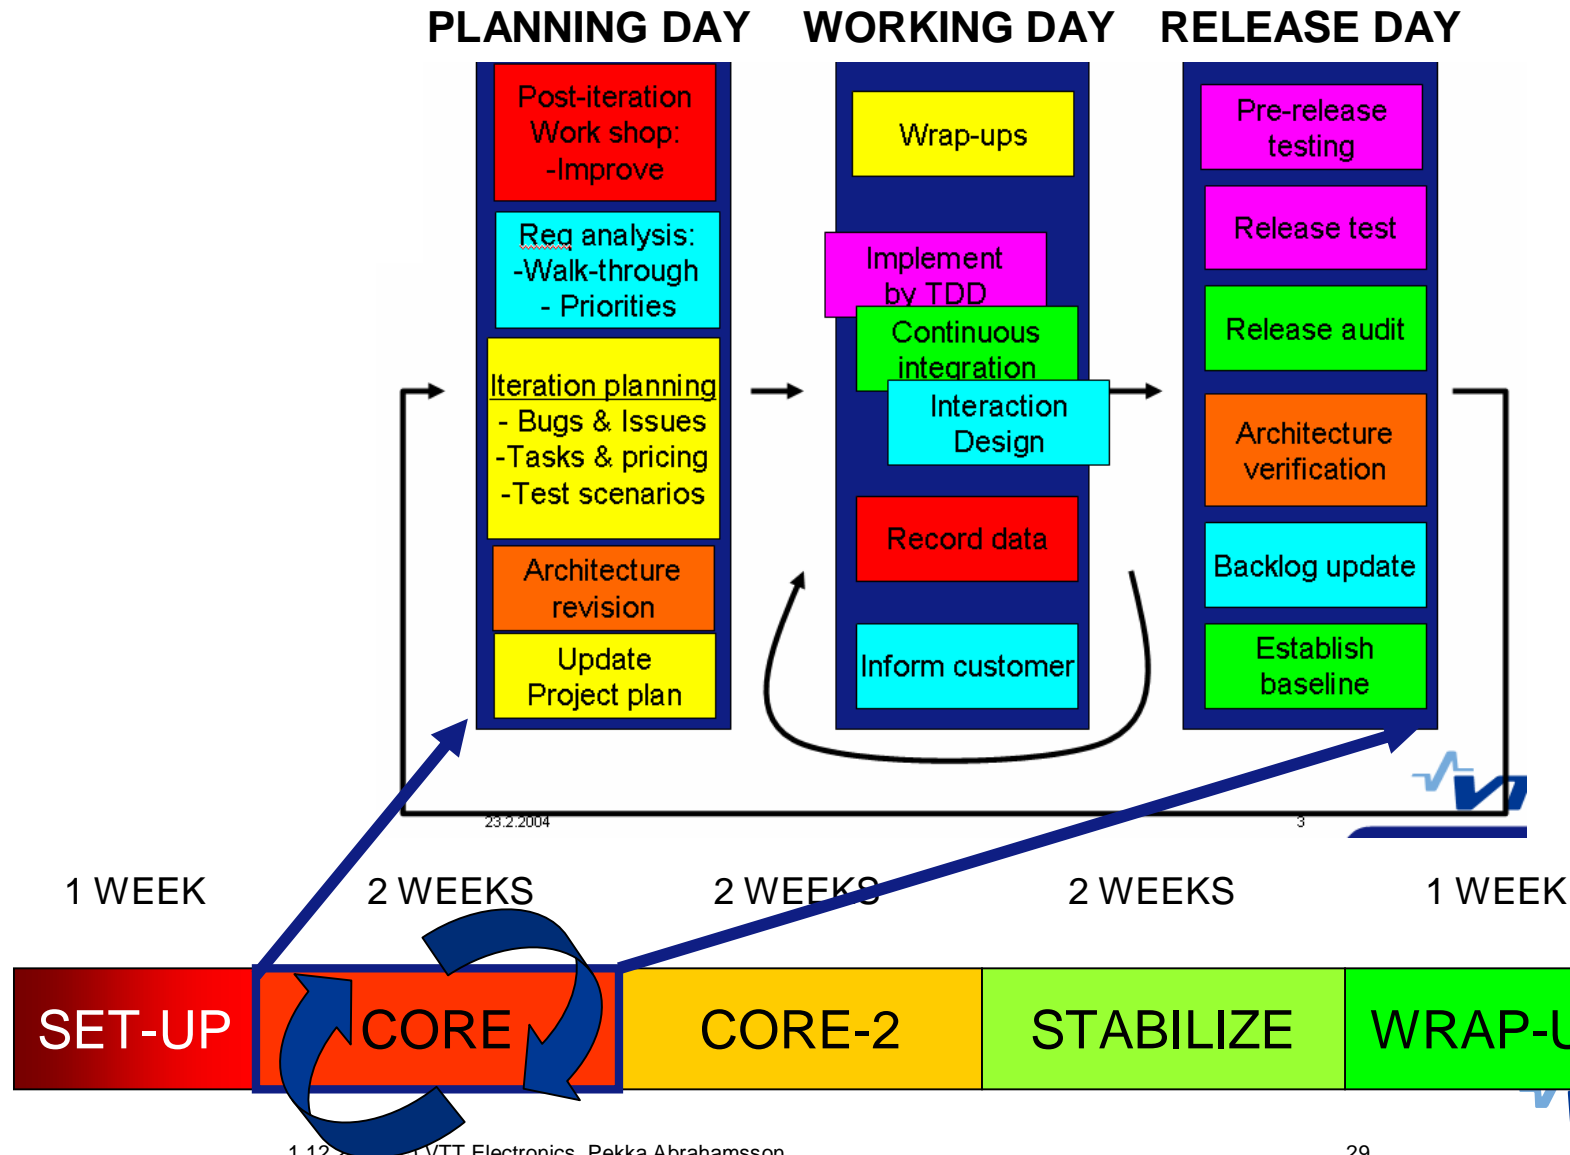 PLANNING DAY
WORKING DAY
RELEASE DAY
Post-iteration
Work shop:
-Improve
Req analysis:
-Walk-through
- Priorities
Iteration planning
- Bugs & Issues
-Tasks & pricing
-Test scenarios
Architecture
revision
Update
Project plan
Wrap-ups
Implement
by TDD
Continuous
integration
Interaction
Design
Record data
Inform customer
Pre-release
testing
Release test
Release audit
Architecture
verification
Backlog update
Establish
baseline
23.2.2004
3
1 WEEK
2 WEEKS
2 WEEKS
2 WEEKS
1 WEEK
SET-UP
CORE
CORE-2
STABILIZE
WRAP-U
1.12 VTT Electronics, Pekka Abrahamsson
29